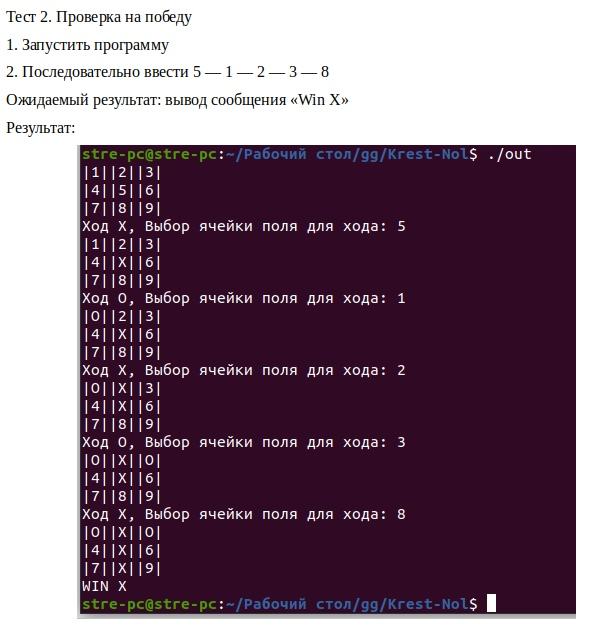 Тест 2. Проверка на победу
1. Запустить программу
2. Последовательно ввести 5 — 1 — 2 — 3 — 8
Ожидаемый результат: вывод сообщения «Win X»
Результат:
stre-pc@stre-pc:~/Рабочий стол/gg/Krest-Nol$ ./out
|1||2||3|
|4||5||6|
|7||8||9|
Ход X, Выбор ячейки поля для хода: 5
|1||2||3|
|4||X||6|
|7||8||9|
Ход O, Выбор ячейки поля для хода: 1
|O||2||3|
|4||X||6|
|7||8||9|
Ход X, Выбор ячейки поля для хода: 2
|O||X||3|
|4||X||6|
|7||8||9|
Ход O, Выбор ячейки поля для хода: 3
|O||X||O|
|4||X||6|
|7||8||9|
Ход X, Выбор ячейки поля для хода: 8
|O||X||O|
|4||X||6|
|7||X||9|
WIN X
stre-pc@stre-pc:~/Рабочий стол/gg/Krest-Nol$